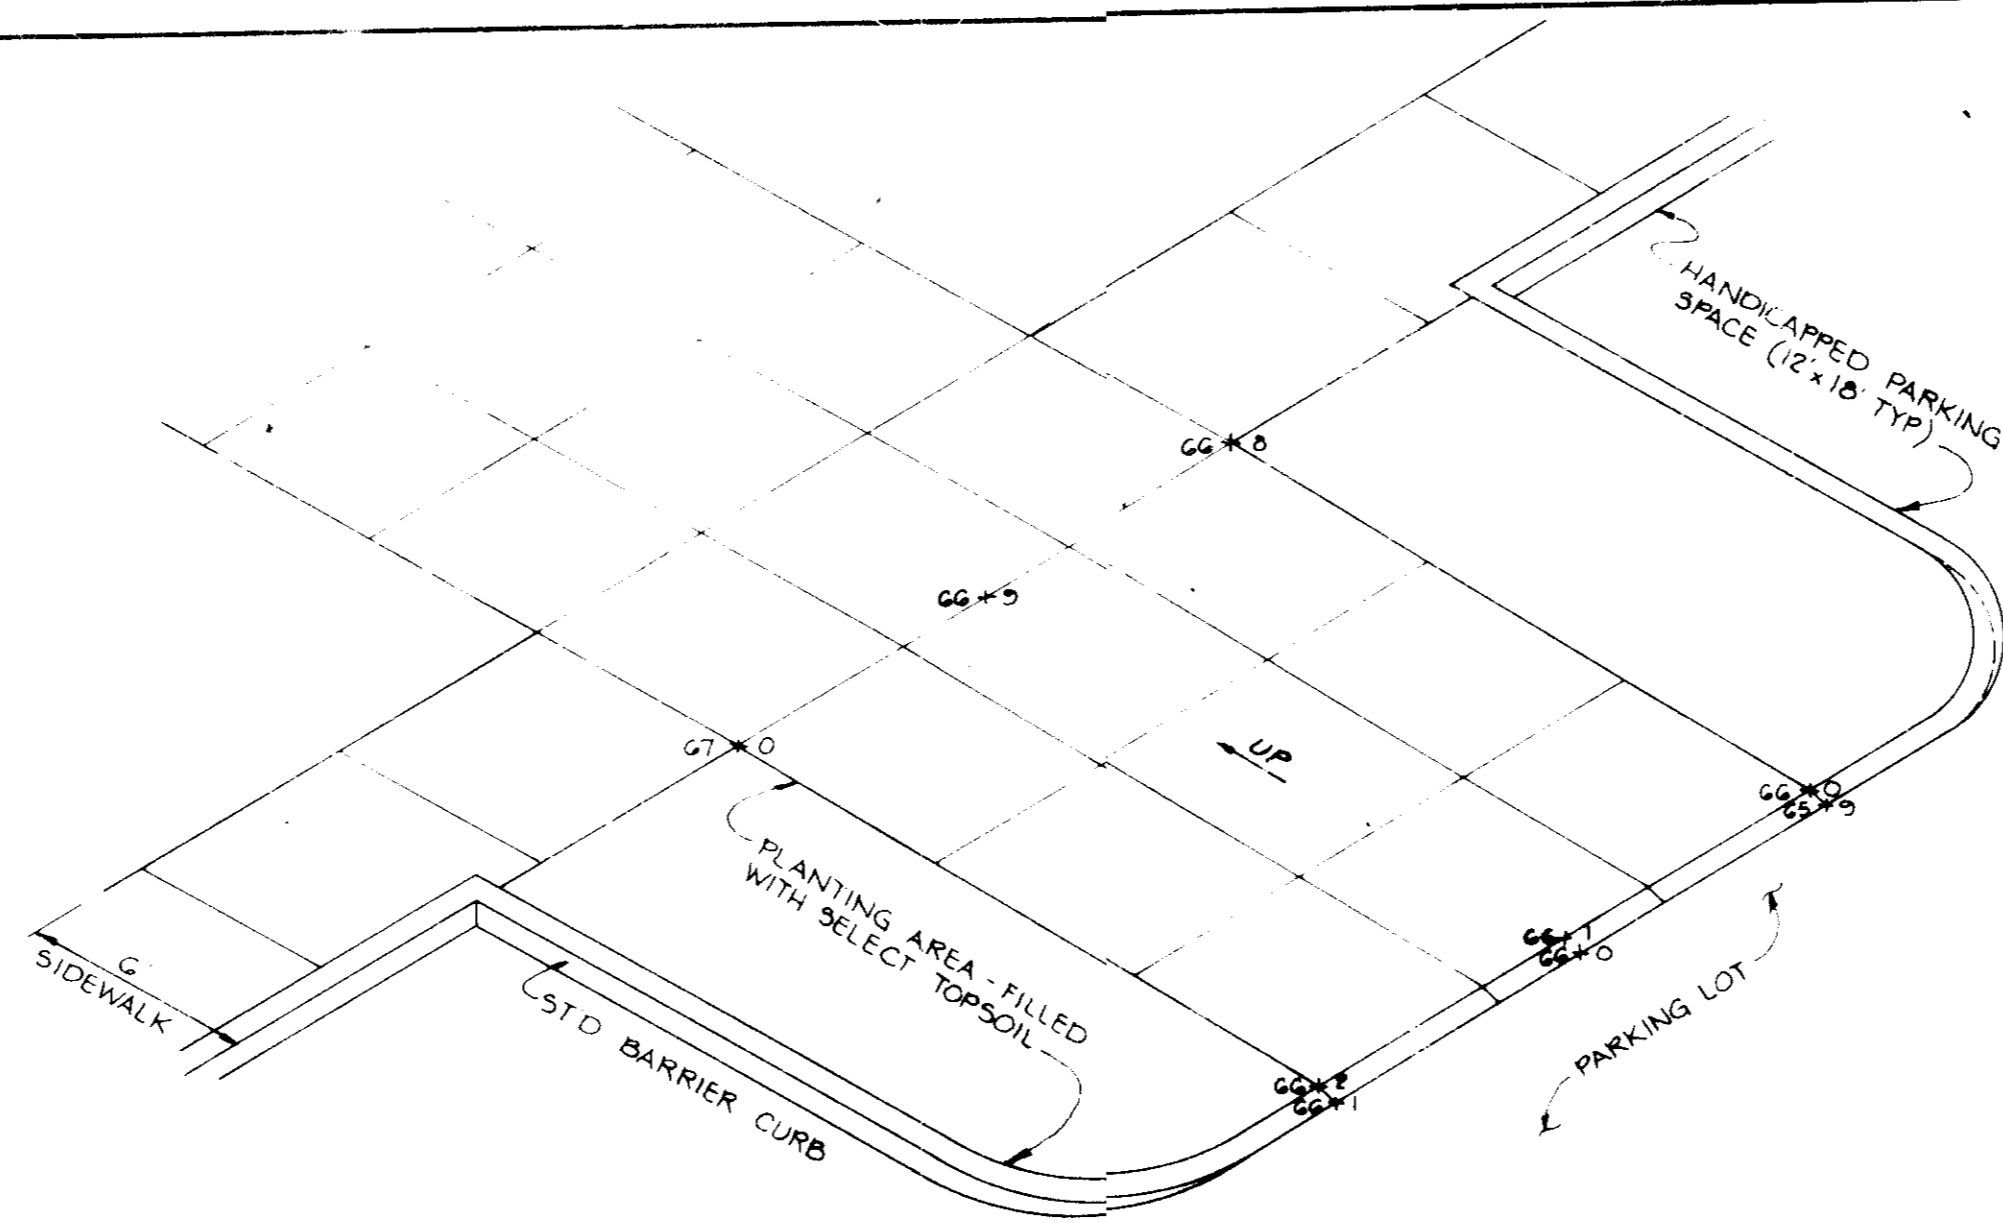 HANDICAPPED PARKING
SPACE (12' x 18' TYP)
66 + 8
66 + 9
67 + 0
UP
66 + 0
65 + 9
PLANTING AREA - FILLED
WITH SELECT TOPSOIL
66 + 1
66 + 0
6'
SIDEWALK
STD BARRIER CURB
PARKING LOT
66 + 2
66 + 1